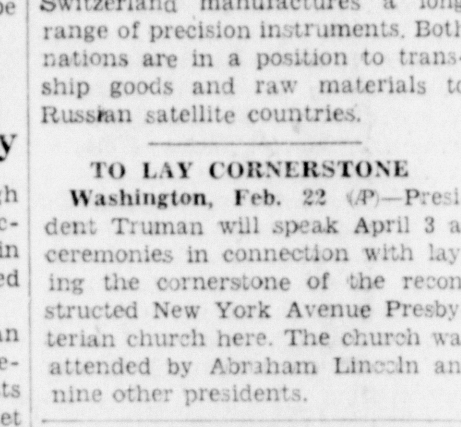 Switzerland manufactures a long
range of precision instruments. Both
nations are in a position to trans-
ship goods and raw materials to
Russian satellite countries.
TO LAY CORNERSTONE
Washington, Feb. 22 (AP)—Presi
dent Truman will speak April 3 a
ceremonies in connection with lay
ing the cornerstone of the recon
structed New York Avenue Presby
terian church here. The church wa
attended by Abraham Lincoln an
nine other presidents.